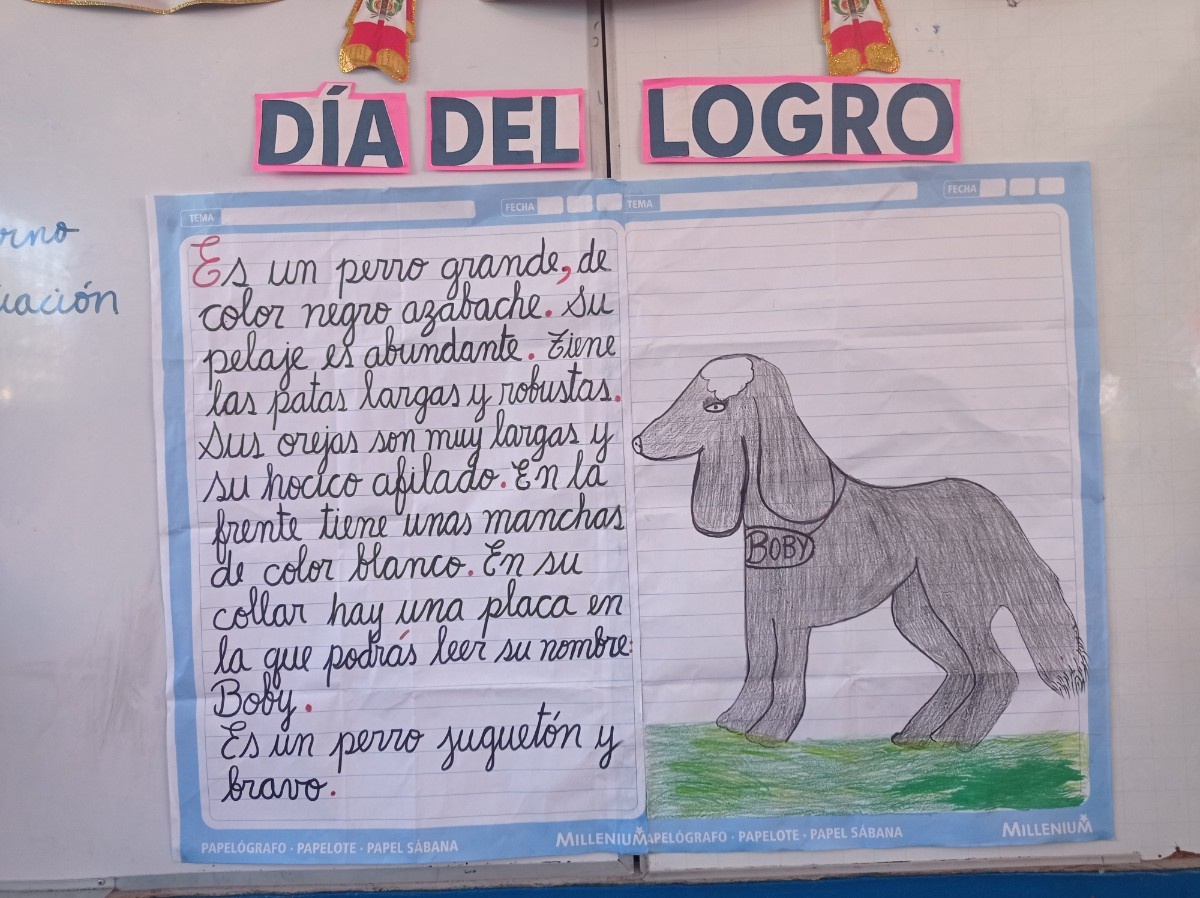 DÍA DEL LOGRO
TEMA FECHA TEMA FECHA
Es un perro grande, de
color negro azabache. Su
pelaje es abundante. Tiene
las patas largas y robustas.
Sus orejas son muy largas y
su hocico afilado. En la
frente tiene unas manchas
de color blanco. En su
collar hay una placa en
la que podrás leer su nombre:
Boby.
Es un perro juguetón y
bravo.
BOBY
PAPELÓGRAFO · PAPELOTE · PAPEL SÁBANA MILLENIUM
PAPELÓGRAFO · PAPELOTE · PAPEL SÁBANA MILLENIUM